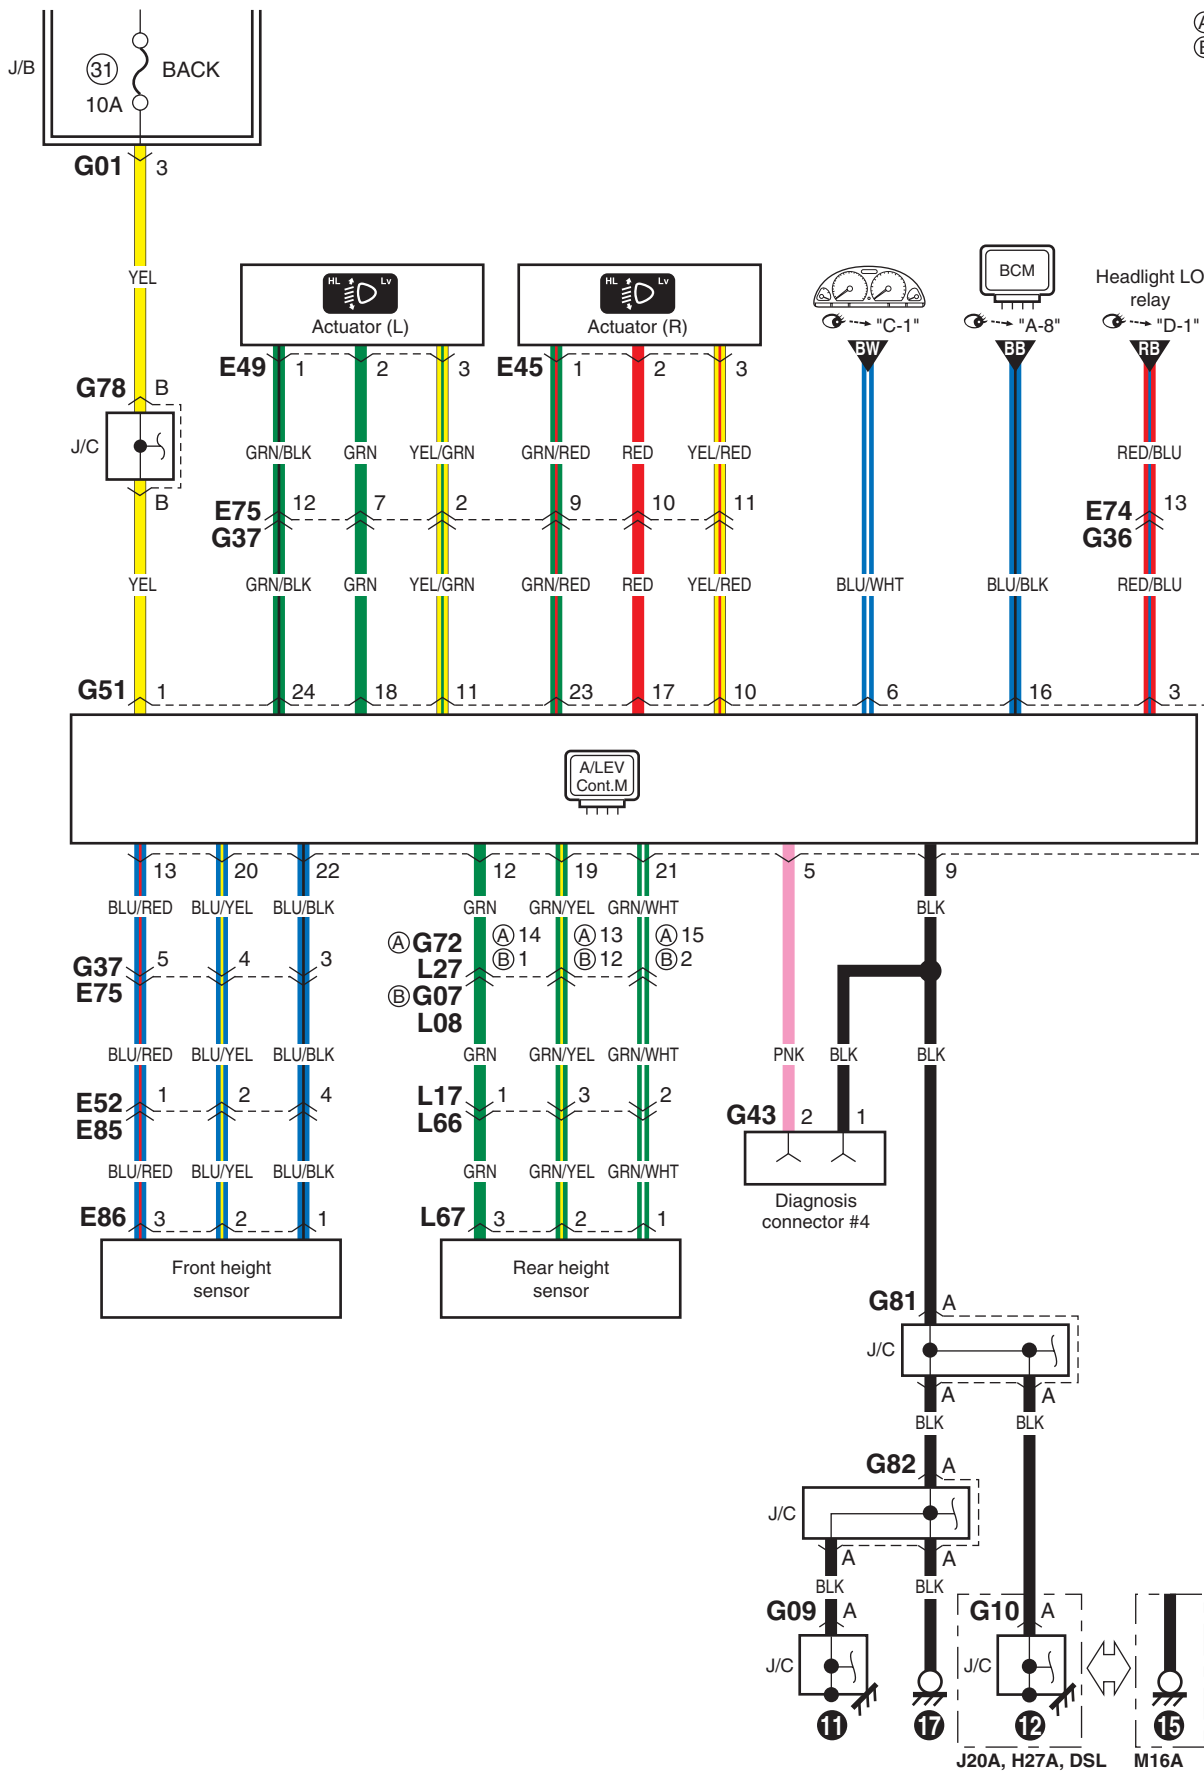 A
B
J/B
31
BACK
10A
G01 3
YEL
HL Lv
Actuator (L)
HL Lv
Actuator (R)
"C-1"
BCM
"A-8"
Headlight LO
relay
"D-1"
BW
BB
RB
E49 1 2 3
E45 1 2 3
G78 B
J/C
B
GRN/BLK GRN YEL/GRN GRN/RED RED YEL/RED RED/BLU
E75 12 7 2 9 10 11
G37
E74 13
G36
YEL GRN/BLK GRN YEL/GRN GRN/RED RED YEL/RED BLU/WHT BLU/BLK RED/BLU
G51 1 24 18 11 23 17 10 6 16 3
A/LEV
Cont.M
13 20 22 12 19 21 5 9
BLU/RED BLU/YEL BLU/BLK GRN GRN/YEL GRN/WHT BLK
A G72 A 14 A 13 A 15
L27 B 1 B 12 B 2
B G07
L08
G37 5 4 3
E75
BLU/RED BLU/YEL BLU/BLK GRN GRN/YEL GRN/WHT PNK BLK BLK
E52 1 2 4
E85
L17 1 3 2
L66
G43 2 1
BLU/RED BLU/YEL BLU/BLK GRN GRN/YEL GRN/WHT
Diagnosis
connector #4
E86 3 2 1
L67 3 2 1
Front height
sensor
Rear height
sensor
G81 A
J/C
A A
BLK BLK
G82 A
J/C
A A
BLK BLK
G09 A
G10 A
J/C
J/C
11
17
12
15
J20A, H27A, DSL
M16A